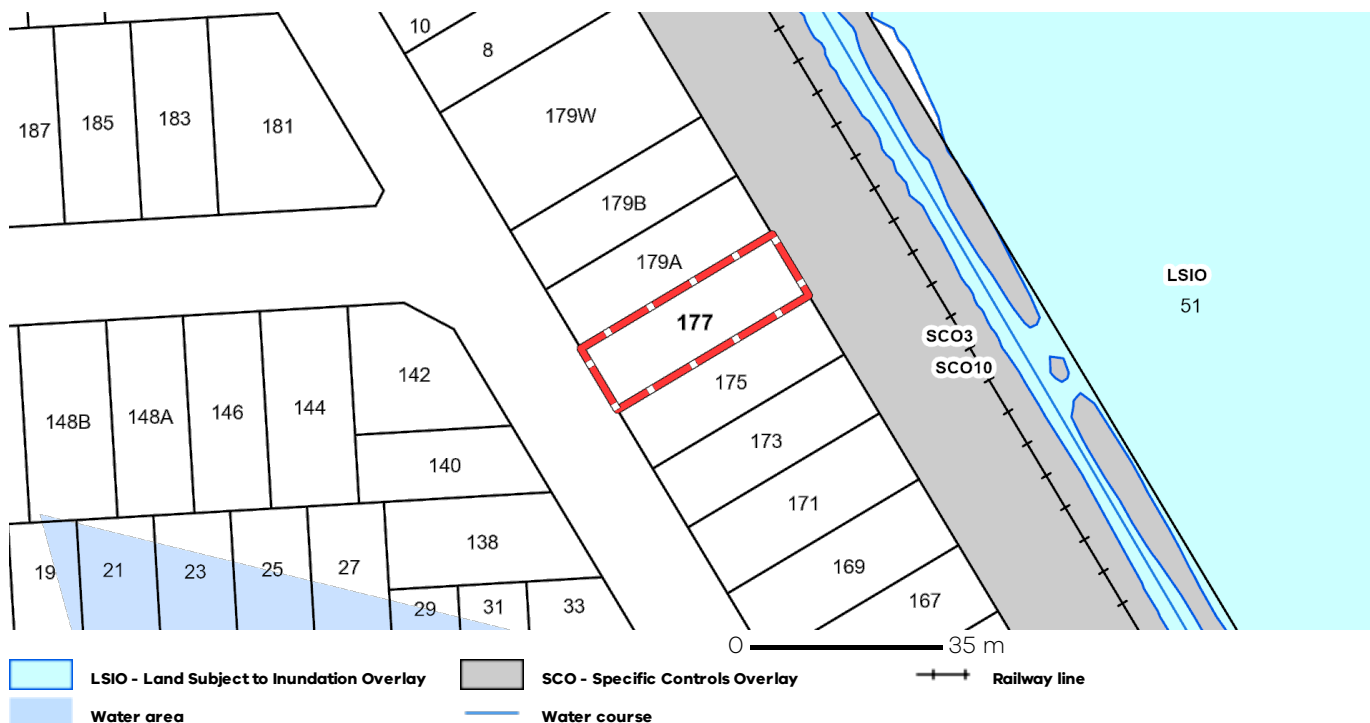 10
8
187
185
183
181
179W
179B
179A
177
LSIO
51
SCO3
SCO10
142
175
148B
148A
146
144
140
173
171
138
169
167
19
21
23
25
27
29
31
33
0 35 m
LSIO - Land Subject to Inundation Overlay
SCO - Specific Controls Overlay
Railway line
Water area
Water course